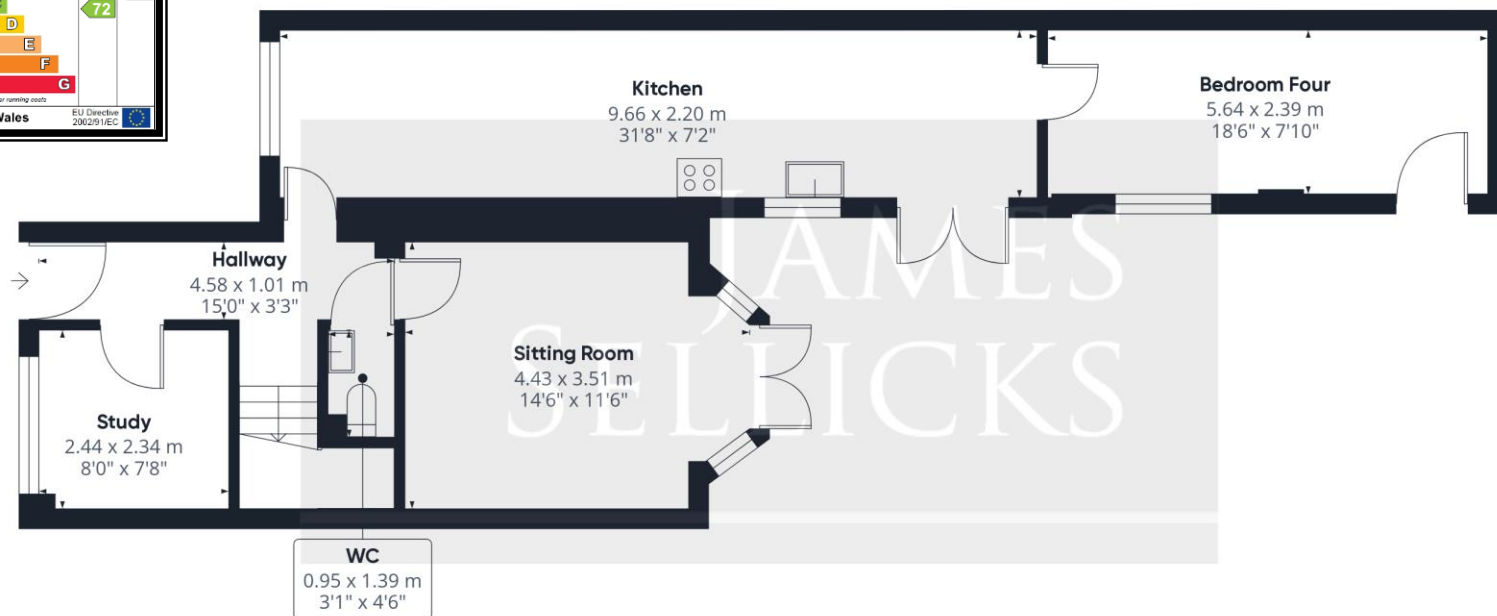 72
D
E
F
G
EU Directive
2002/91/EC
Kitchen
9.66 x 2.20 m
31'8" x 7'2"
Bedroom Four
5.64 x 2.39 m
18'6" x 7'10"
Hallway
4.58 x 1.01 m
15'0" x 3'3"
Sitting Room
4.43 x 3.51 m
14'6" x 11'6"
Study
2.44 x 2.34 m
8'0" x 7'8"
WC
0.95 x 1.39 m
3'1" x 4'6"
JAMES
SELLICKS